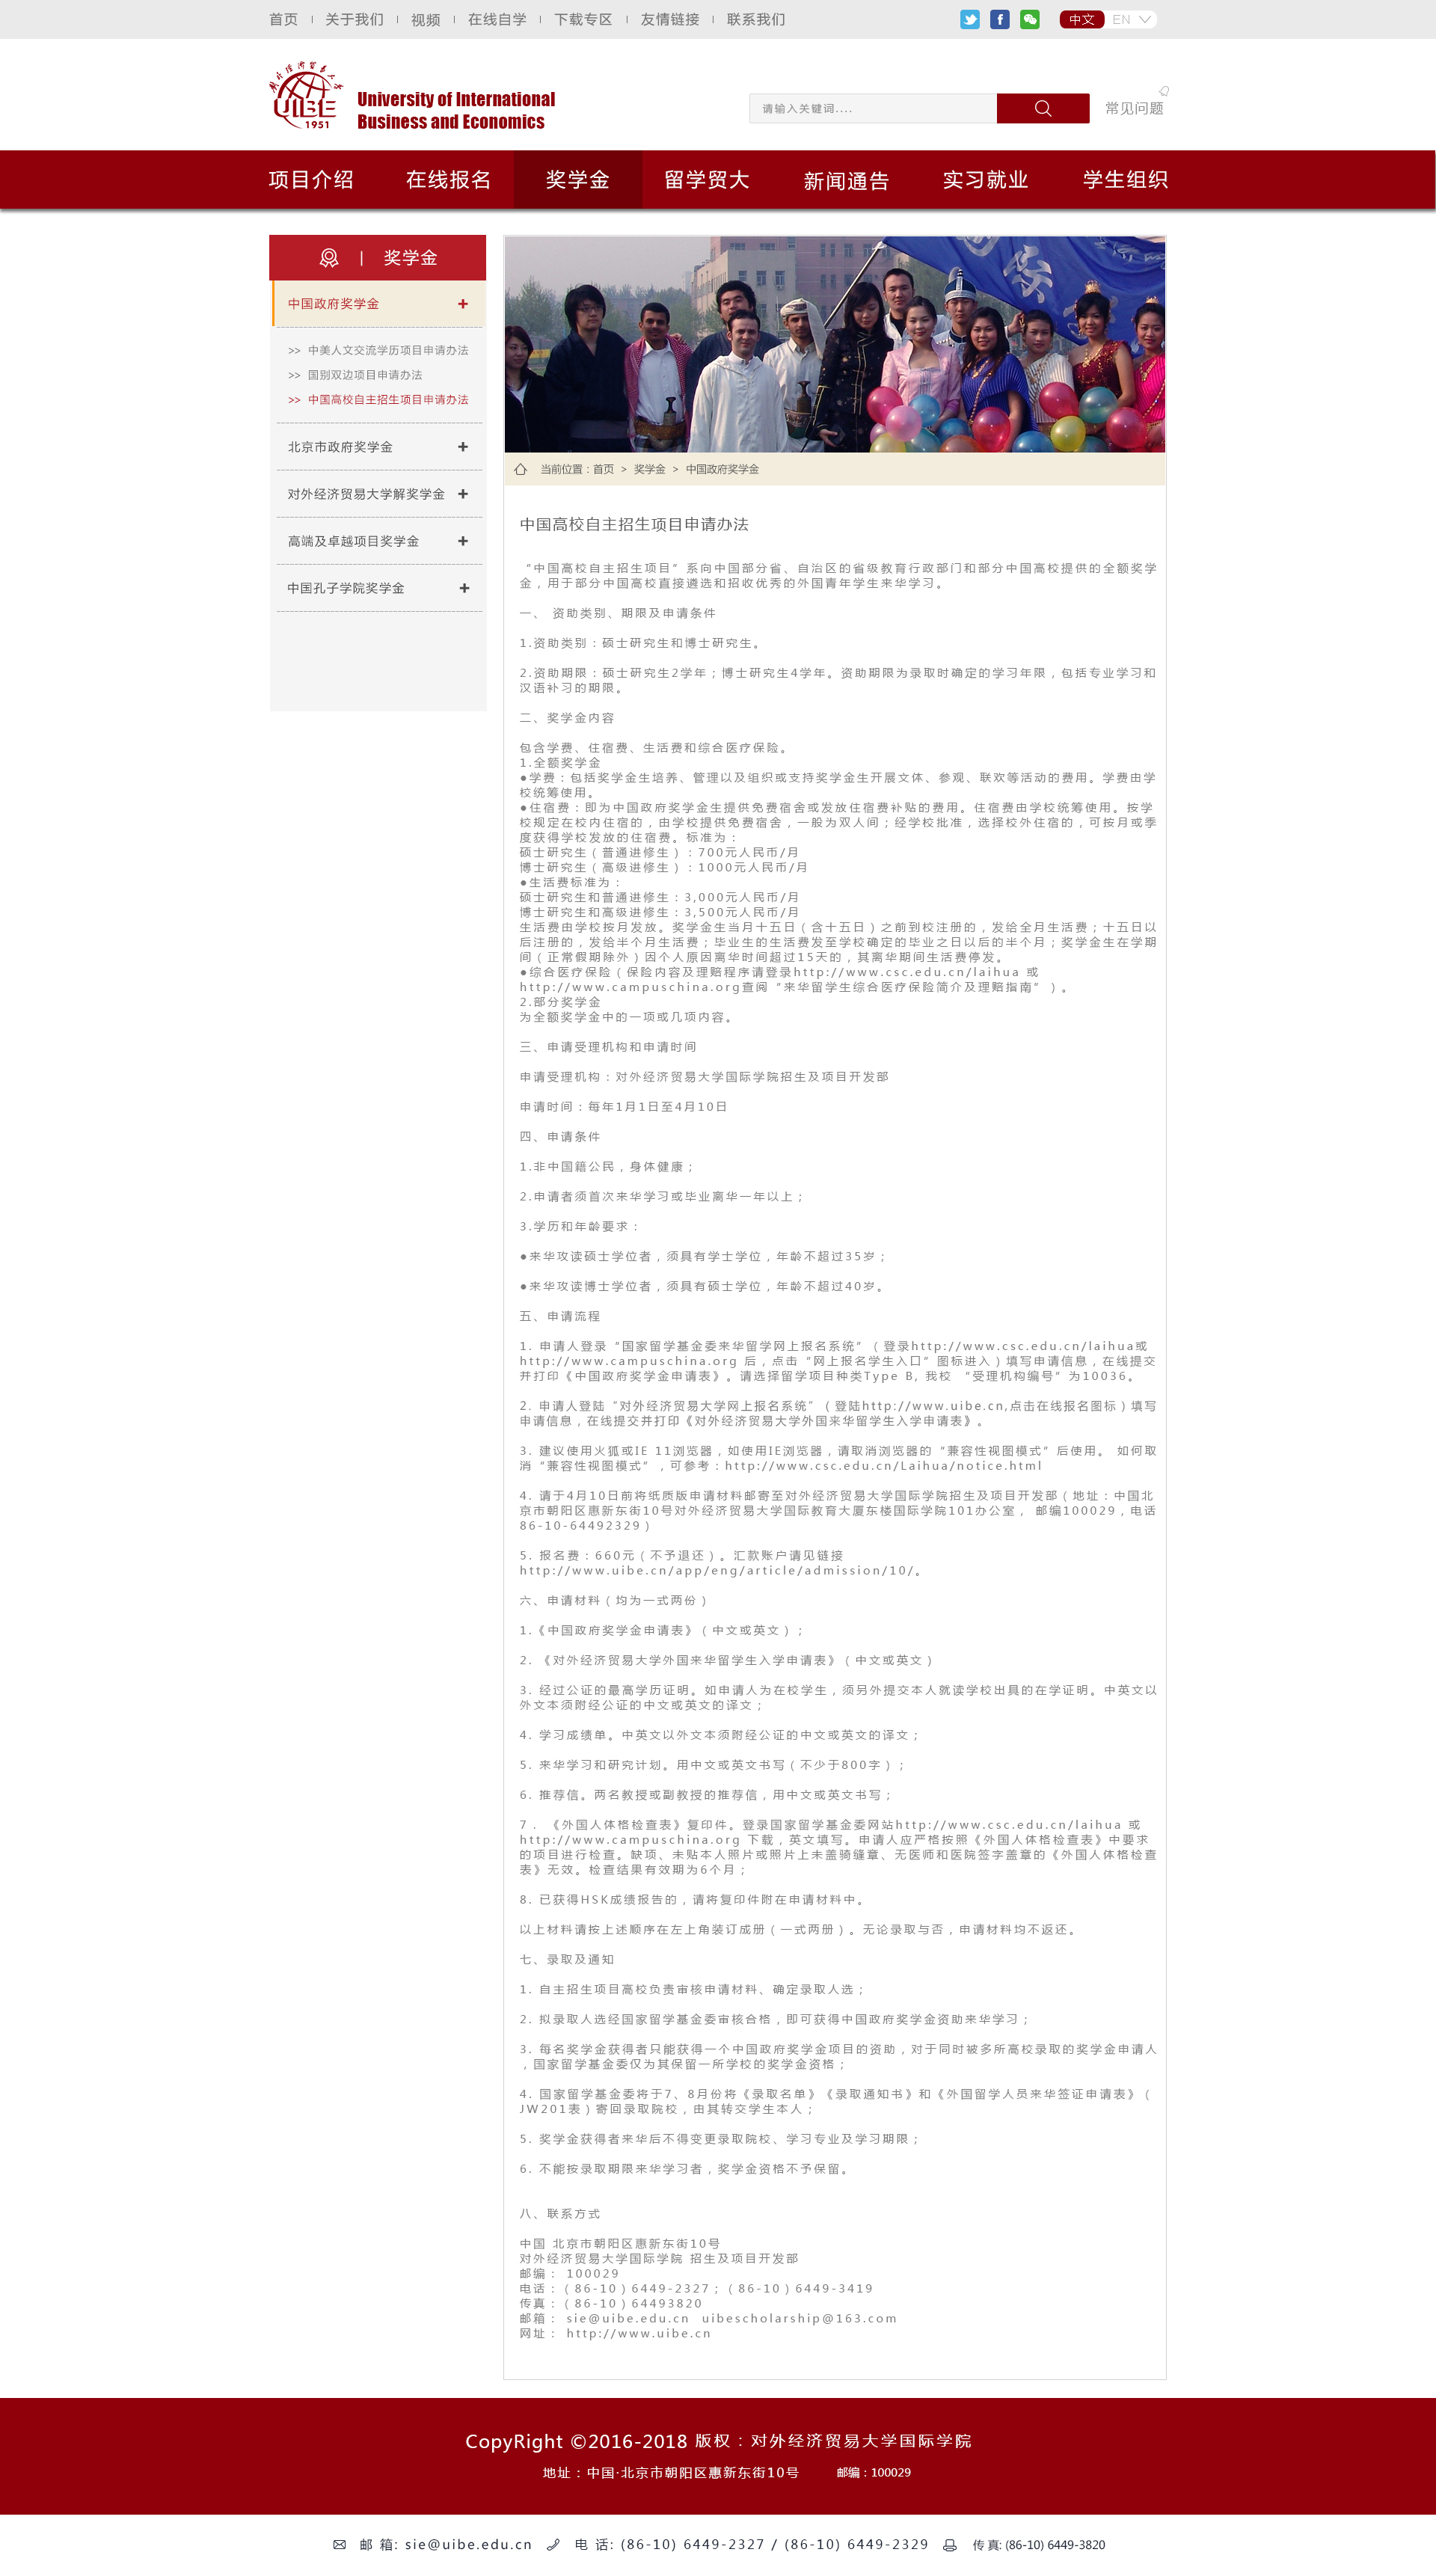 首页 | 关于我们 | 视频 | 在线自学 | 下载专区 | 友情链接 | 联系我们 中文 EN
对外经济贸易大学
UIBE
1951
University of International
Business and Economics
请输入关键词....
常见问题
项目介绍 在线报名 奖学金 留学贸大 新闻通告 实习就业 学生组织
| 奖学金
中国政府奖学金 +
>> 中美人文交流学历项目申请办法
>> 国别双边项目申请办法
>> 中国高校自主招生项目申请办法
北京市政府奖学金 +
对外经济贸易大学解奖学金 +
高端及卓越项目奖学金 +
中国孔子学院奖学金 +
当前位置：首页 > 奖学金 > 中国政府奖学金
中国高校自主招生项目申请办法
“中国高校自主招生项目”系向中国部分省、自治区的省级教育行政部门和部分中国高校提供的全额奖学
金，用于部分中国高校直接遴选和招收优秀的外国青年学生来华学习。
一、 资助类别、期限及申请条件
1.资助类别：硕士研究生和博士研究生。
2.资助期限：硕士研究生2学年；博士研究生4学年。资助期限为录取时确定的学习年限，包括专业学习和
汉语补习的期限。
二、奖学金内容
包含学费、住宿费、生活费和综合医疗保险。
1.全额奖学金
●学费：包括奖学金生培养、管理以及组织或支持奖学金生开展文体、参观、联欢等活动的费用。学费由学
校统筹使用。
●住宿费：即为中国政府奖学金生提供免费宿舍或发放住宿费补贴的费用。住宿费由学校统筹使用。按学
校规定在校内住宿的，由学校提供免费宿舍，一般为双人间；经学校批准，选择校外住宿的，可按月或季
度获得学校发放的住宿费。标准为：
硕士研究生（普通进修生）：700元人民币/月
博士研究生（高级进修生）：1000元人民币/月
●生活费标准为：
硕士研究生和普通进修生：3,000元人民币/月
博士研究生和高级进修生：3,500元人民币/月
生活费由学校按月发放。奖学金生当月十五日（含十五日）之前到校注册的，发给全月生活费；十五日以
后注册的，发给半个月生活费；毕业生的生活费发至学校确定的毕业之日以后的半个月；奖学金生在学期
间（正常假期除外）因个人原因离华时间超过15天的，其离华期间生活费停发。
●综合医疗保险（保险内容及理赔程序请登录http://www.csc.edu.cn/laihua 或
http://www.campuschina.org查阅“来华留学生综合医疗保险简介及理赔指南”）。
2.部分奖学金
为全额奖学金中的一项或几项内容。
三、申请受理机构和申请时间
申请受理机构：对外经济贸易大学国际学院招生及项目开发部
申请时间：每年1月1日至4月10日
四、申请条件
1.非中国籍公民，身体健康；
2.申请者须首次来华学习或毕业离华一年以上；
3.学历和年龄要求：
●来华攻读硕士学位者，须具有学士学位，年龄不超过35岁；
●来华攻读博士学位者，须具有硕士学位，年龄不超过40岁。
五、申请流程
1. 申请人登录“国家留学基金委来华留学网上报名系统”（登录http://www.csc.edu.cn/laihua或
http://www.campuschina.org 后，点击“网上报名学生入口”图标进入）填写申请信息，在线提交
并打印《中国政府奖学金申请表》。请选择留学项目种类Type B, 我校 “受理机构编号”为10036。
2. 申请人登陆“对外经济贸易大学网上报名系统”（登陆http://www.uibe.cn,点击在线报名图标）填写
申请信息，在线提交并打印《对外经济贸易大学外国来华留学生入学申请表》。
3. 建议使用火狐或IE 11浏览器，如使用IE浏览器，请取消浏览器的“兼容性视图模式”后使用。 如何取
消“兼容性视图模式”，可参考：http://www.csc.edu.cn/Laihua/notice.html
4. 请于4月10日前将纸质版申请材料邮寄至对外经济贸易大学国际学院招生及项目开发部（地址：中国北
京市朝阳区惠新东街10号对外经济贸易大学国际教育大厦东楼国际学院101办公室， 邮编100029，电话
86-10-64492329）
5. 报名费：660元（不予退还）。汇款账户请见链接
http://www.uibe.cn/app/eng/article/admission/10/。
六、申请材料（均为一式两份）
1.《中国政府奖学金申请表》（中文或英文）；
2. 《对外经济贸易大学外国来华留学生入学申请表》（中文或英文）
3. 经过公证的最高学历证明。如申请人为在校学生，须另外提交本人就读学校出具的在学证明。中英文以
外文本须附经公证的中文或英文的译文；
4. 学习成绩单。中英文以外文本须附经公证的中文或英文的译文；
5. 来华学习和研究计划。用中文或英文书写（不少于800字）；
6. 推荐信。两名教授或副教授的推荐信，用中文或英文书写；
7． 《外国人体格检查表》复印件。登录国家留学基金委网站http://www.csc.edu.cn/laihua 或
http://www.campuschina.org 下载，英文填写。申请人应严格按照《外国人体格检查表》中要求
的项目进行检查。缺项、未贴本人照片或照片上未盖骑缝章、无医师和医院签字盖章的《外国人体格检查
表》无效。检查结果有效期为6个月；
8. 已获得HSK成绩报告的，请将复印件附在申请材料中。
以上材料请按上述顺序在左上角装订成册（一式两册）。无论录取与否，申请材料均不返还。
七、录取及通知
1. 自主招生项目高校负责审核申请材料、确定录取人选；
2. 拟录取人选经国家留学基金委审核合格，即可获得中国政府奖学金资助来华学习；
3. 每名奖学金获得者只能获得一个中国政府奖学金项目的资助，对于同时被多所高校录取的奖学金申请人
，国家留学基金委仅为其保留一所学校的奖学金资格；
4. 国家留学基金委将于7、8月份将《录取名单》《录取通知书》和《外国留学人员来华签证申请表》（
JW201表）寄回录取院校，由其转交学生本人；
5. 奖学金获得者来华后不得变更录取院校、学习专业及学习期限；
6. 不能按录取期限来华学习者，奖学金资格不予保留。
八、联系方式
中国 北京市朝阳区惠新东街10号
对外经济贸易大学国际学院 招生及项目开发部
邮编： 100029
电话：（86-10）6449-2327；（86-10）6449-3419
传真：（86-10）64493820
邮箱： sie@uibe.edu.cn uibescholarship@163.com
网址： http://www.uibe.cn
CopyRight ©2016-2018 版权：对外经济贸易大学国际学院
地址：中国·北京市朝阳区惠新东街10号 邮编：100029
邮 箱: sie@uibe.edu.cn 电 话: (86-10) 6449-2327 / (86-10) 6449-2329 传 真: (86-10) 6449-3820